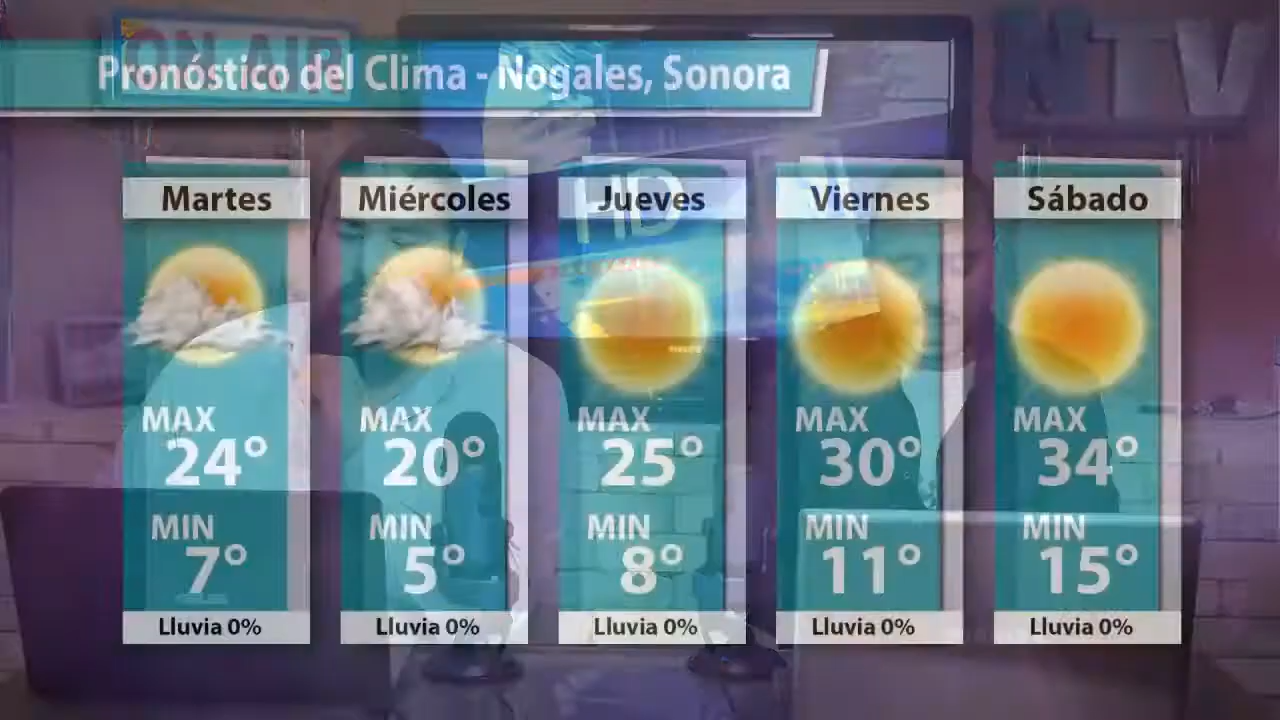 ON AIR
NTV
Pronóstico del Clima - Nogales, Sonora
Martes
Miércoles
Jueves
Viernes
Sábado
HD
MAX
24°
MAX
20°
MAX
25°
MAX
30°
MAX
34°
MIN
7°
MIN
5°
MIN
8°
MIN
11°
MIN
15°
Lluvia 0%
Lluvia 0%
Lluvia 0%
Lluvia 0%
Lluvia 0%